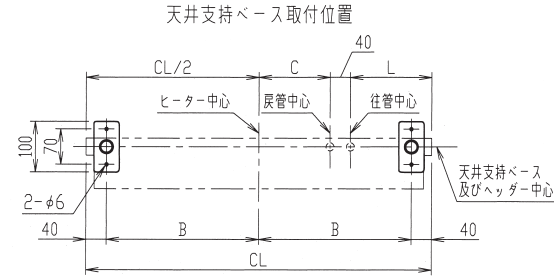 天井支持ベース取付位置
40
CL/2
C
L
ヒーター中心
戻管中心
往管中心
100
70
天井支持ベース
及びヘッダー中心
2-φ6
40
B
B
40
CL